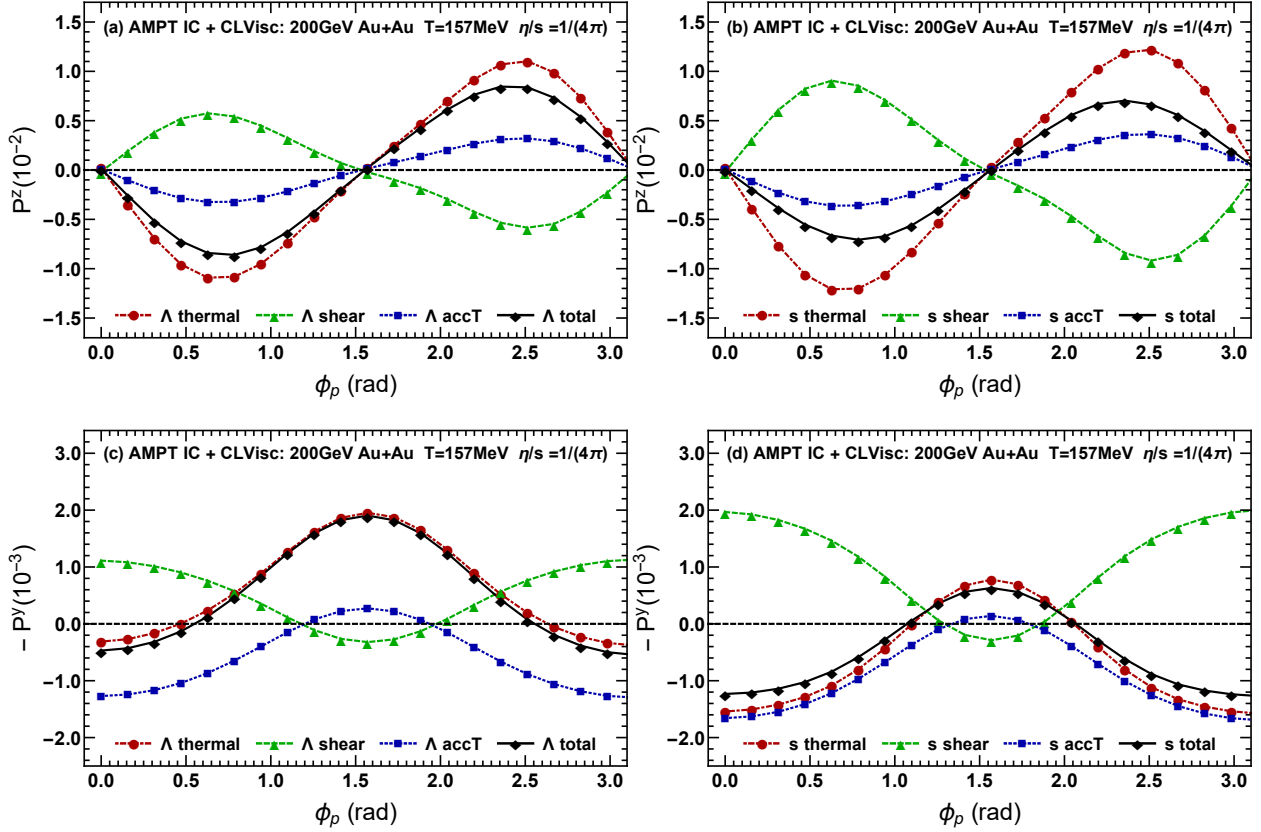 (a) AMPT IC + CLVisc: 200GeV Au+Au T=157MeV η/s =1/(4π)
1.5
1.0
0.5
0.0
−0.5
−1.0
−1.5
P^z(10^-2)
Λ thermal Λ shear Λ accT Λ total
0.0 0.5 1.0 1.5 2.0 2.5 3.0
ϕ_p (rad)
(b) AMPT IC + CLVisc: 200GeV Au+Au T=157MeV η/s =1/(4π)
1.5
1.0
0.5
0.0
−0.5
−1.0
−1.5
P^z(10^-2)
s thermal s shear s accT s total
0.0 0.5 1.0 1.5 2.0 2.5 3.0
ϕ_p (rad)
(c) AMPT IC + CLVisc: 200GeV Au+Au T=157MeV η/s =1/(4π)
3.0
2.0
1.0
0.0
−1.0
−2.0
− P^y(10^-3)
Λ thermal Λ shear Λ accT Λ total
0.0 0.5 1.0 1.5 2.0 2.5 3.0
ϕ_p (rad)
(d) AMPT IC + CLVisc: 200GeV Au+Au T=157MeV η/s =1/(4π)
3.0
2.0
1.0
0.0
−1.0
−2.0
− P^y(10^-3)
s thermal s shear s accT s total
0.0 0.5 1.0 1.5 2.0 2.5 3.0
ϕ_p (rad)